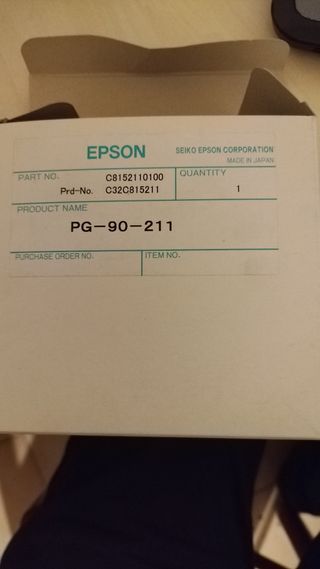 EPSON SEIKO EPSON CORPORATION
MADE IN JAPAN
PART NO. C8152110100 QUANTITY
Prd-No. C32C815211 1
PRODUCT NAME
PG-90-211
PURCHASE ORDER NO. ITEM NO.